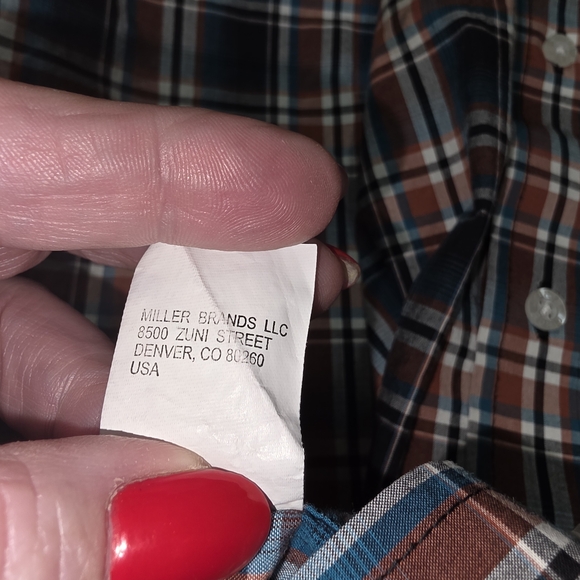 MILLER BRANDS LLC
8500 ZUNI STREET
DENVER, CO 80260
USA